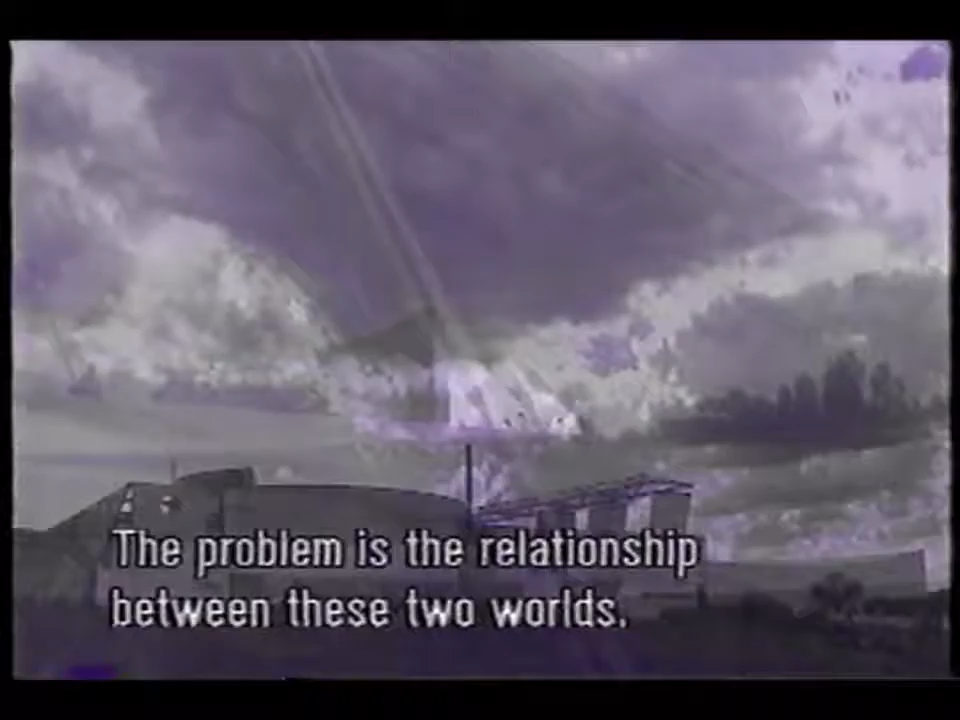 The problem is the relationship
between these two worlds.